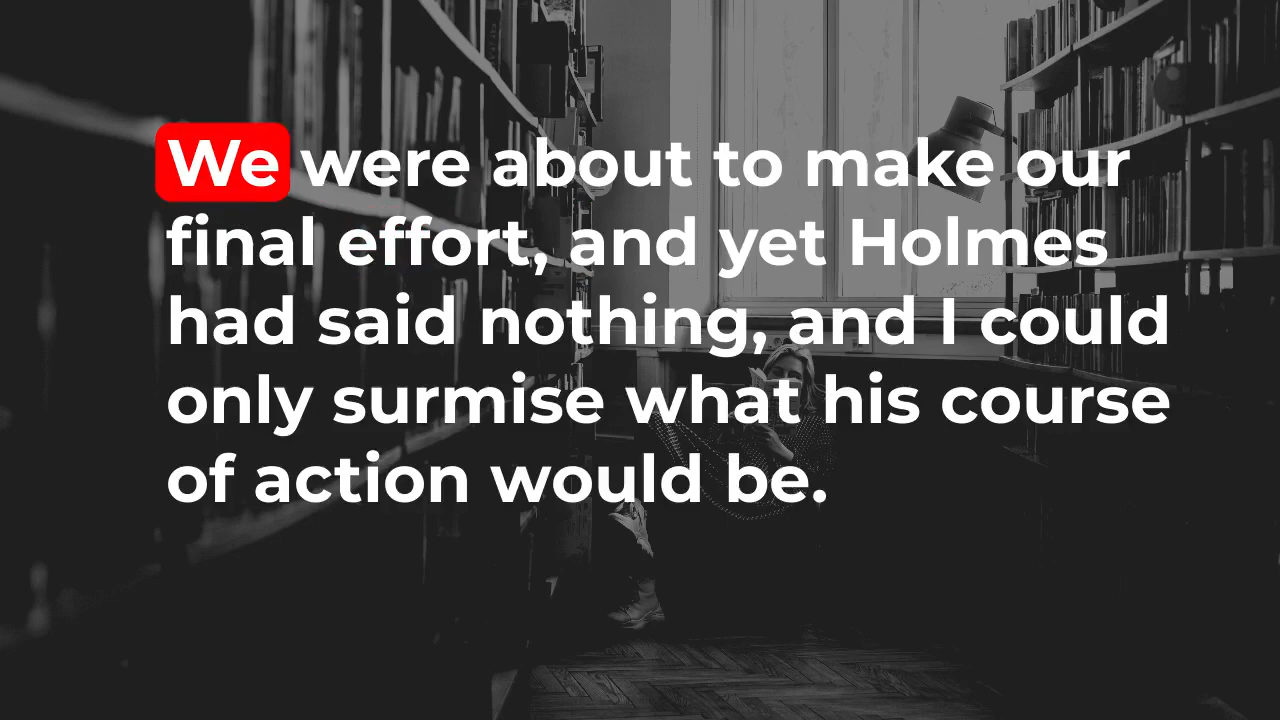 We were about to make our
final effort, and yet Holmes
had said nothing, and I could
only surmise what his course
of action would be.